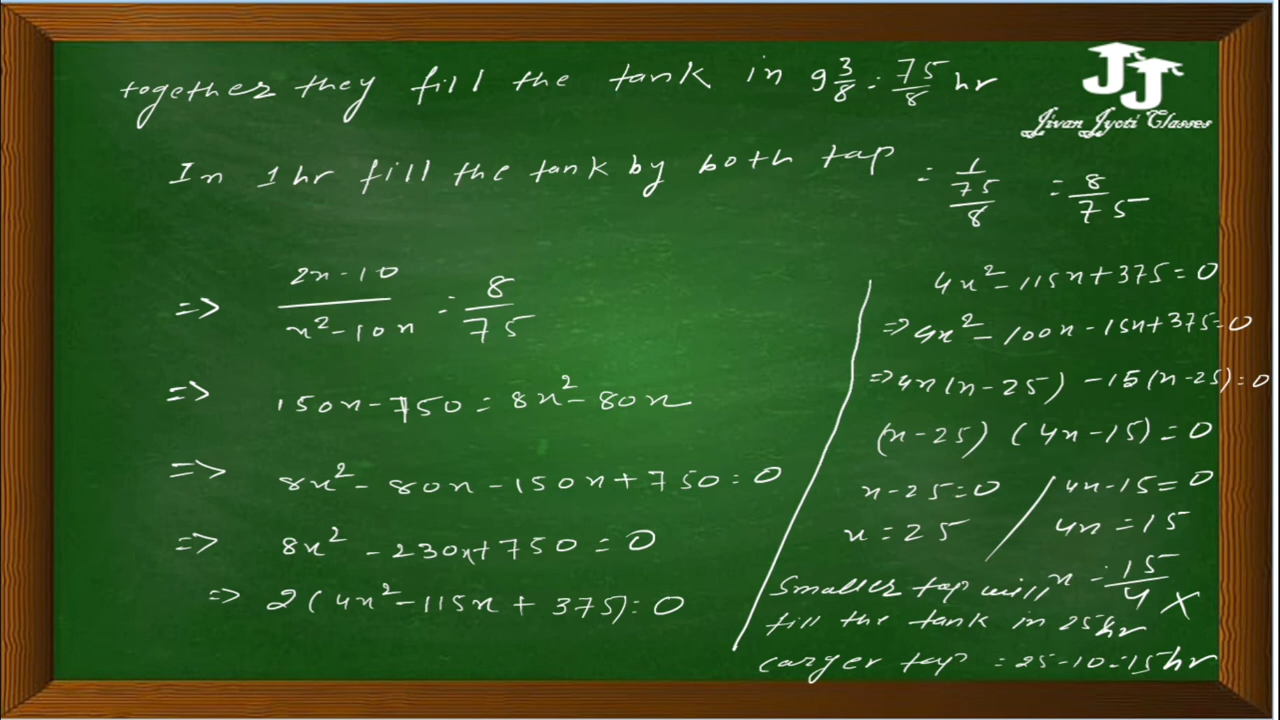 together they fill the tank in 9 3/8 = 75/8 hr
JJ
Jivan Jyoti Classes
In 1 hr fill the tank by both tap = 1/(75/8) = 8/75
=> (2x-10)/(x²-10x) = 8/75
=> 150x-750 = 8x²-80x
=> 8x²-80x-150x+750=0
=> 8x²-230x+750=0
=> 2(4x²-115x+375)=0
4x²-115x+375=0
=> 4x²-100x-15x+375=0
=> 4x(x-25) -15(x-25)=0
(x-25) (4x-15)=0
x-25=0 / 4x-15=0
x=25 4x=15
x = 15/4 X
Smaller tap will
fill the tank in 25hr
Larger tap = 25-10=15hr